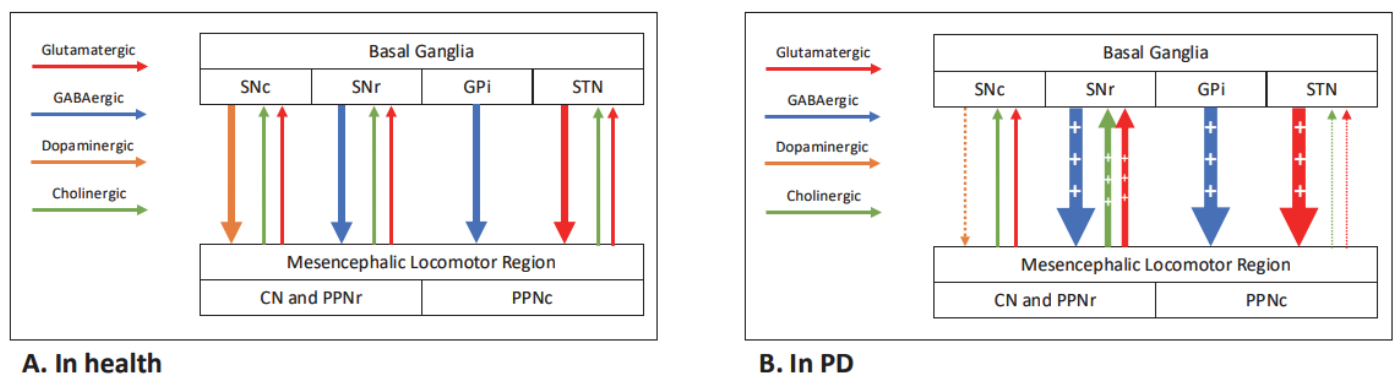 Glutamatergic
GABAergic
Dopaminergic
Cholinergic
Basal Ganglia
SNc SNr GPi STN
Mesencephalic Locomotor Region
CN and PPNr PPNc
A. In health
Glutamatergic
GABAergic
Dopaminergic
Cholinergic
Basal Ganglia
SNc SNr GPi STN
+ + + + + + + + + + + + + + +
Mesencephalic Locomotor Region
CN and PPNr PPNc
B. In PD